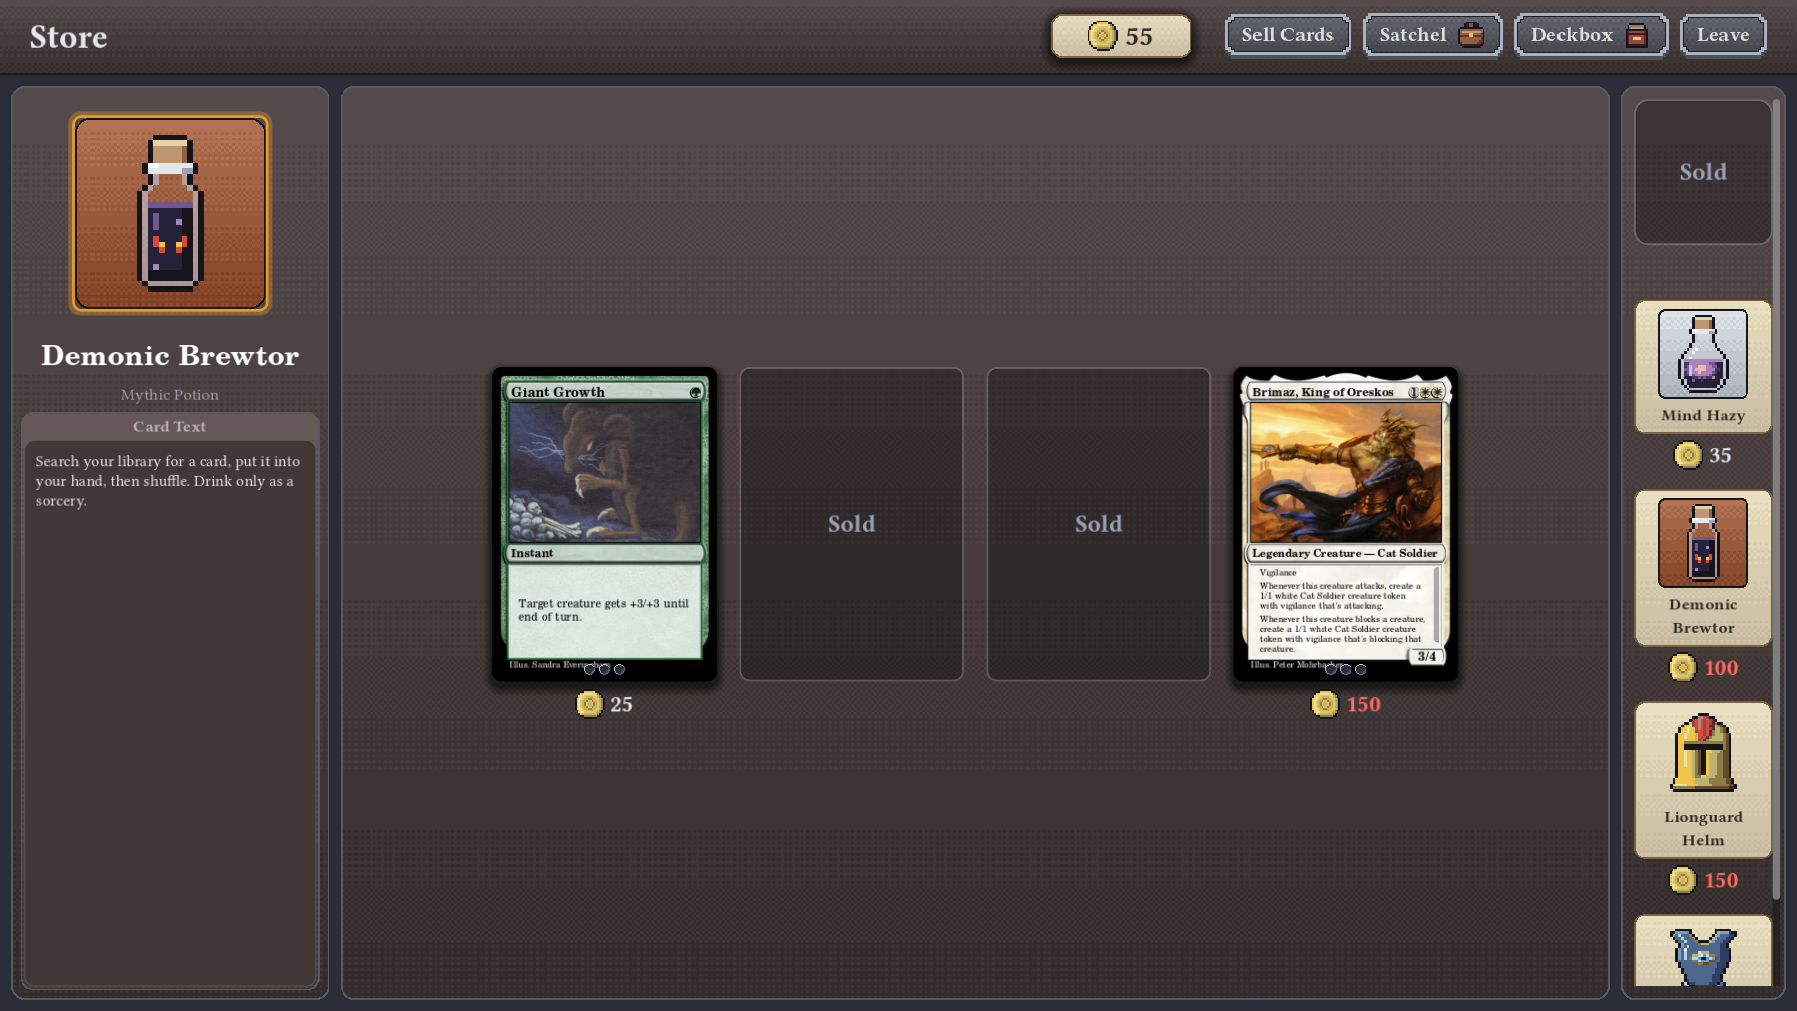 Store
55
Sell Cards
Satchel
Deckbox
Leave
Demonic Brewtor
Mythic Potion
Card Text
Search your library for a card, put it into
your hand, then shuffle. Drink only as a
sorcery.
Giant Growth
Instant
Target creature gets +3/+3 until
end of turn.
Illus. Sandra
25
Sold
Sold
Brimaz, King of Oreskos
1
Legendary Creature — Cat Soldier
Vigilance
Whenever this creature attacks, create a
1/1 white Cat Soldier creature token
with vigilance that's attacking.
Whenever this creature blocks a creature,
create a 1/1 white Cat Soldier creature
token with vigilance that's blocking that
creature.
3/4
Illus. Peter
150
Sold
Mind Hazy
35
Demonic
Brewtor
100
Lionguard
Helm
150